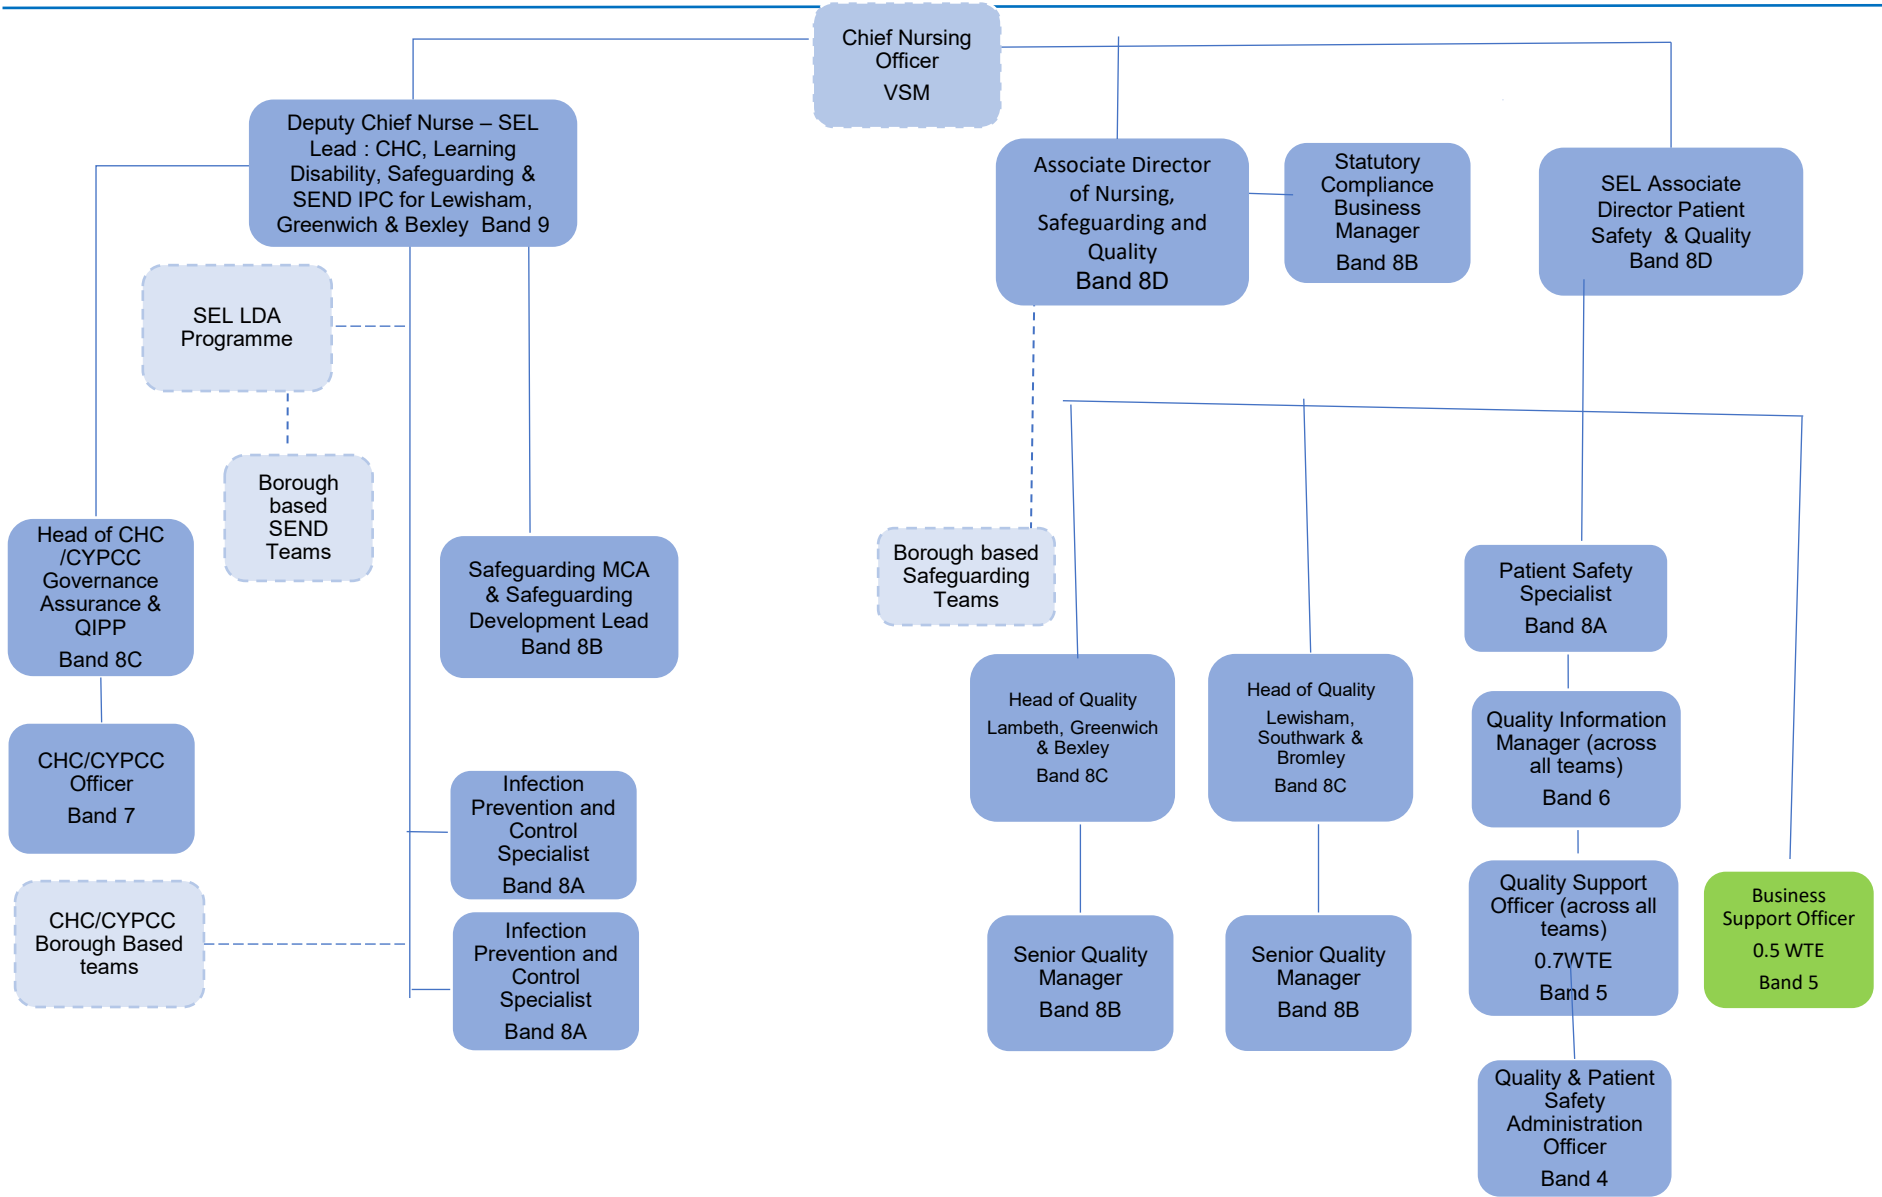 Chief Nursing
Officer
VSM
Deputy Chief Nurse – SEL
Lead : CHC, Learning
Disability, Safeguarding &
SEND IPC for Lewisham,
Greenwich & Bexley  Band 9
Associate Director
of Nursing,
Safeguarding and
Quality
Band 8D
Statutory
Compliance
Business
Manager
Band 8B
SEL Associate
Director Patient
Safety  & Quality
Band 8D
SEL LDA
Programme
Borough
based
SEND
Teams
Head of CHC
/CYPCC
Governance
Assurance &
QIPP
Band 8C
Safeguarding MCA
& Safeguarding
Development Lead
Band 8B
Borough based
Safeguarding
Teams
Patient Safety
Specialist
Band 8A
Head of Quality
Lambeth, Greenwich
& Bexley
Band 8C
Head of Quality
Lewisham,
Southwark &
Bromley
Band 8C
Quality Information
Manager (across
all teams)
Band 6
CHC/CYPCC
Officer
Band 7
Infection
Prevention and
Control
Specialist
Band 8A
Quality Support
Officer (across all
teams)
0.7WTE
Band 5
Business
Support Officer
0.5 WTE
Band 5
CHC/CYPCC
Borough Based
teams
Infection
Prevention and
Control
Specialist
Band 8A
Senior Quality
Manager
Band 8B
Senior Quality
Manager
Band 8B
Quality & Patient
Safety
Administration
Officer
Band 4